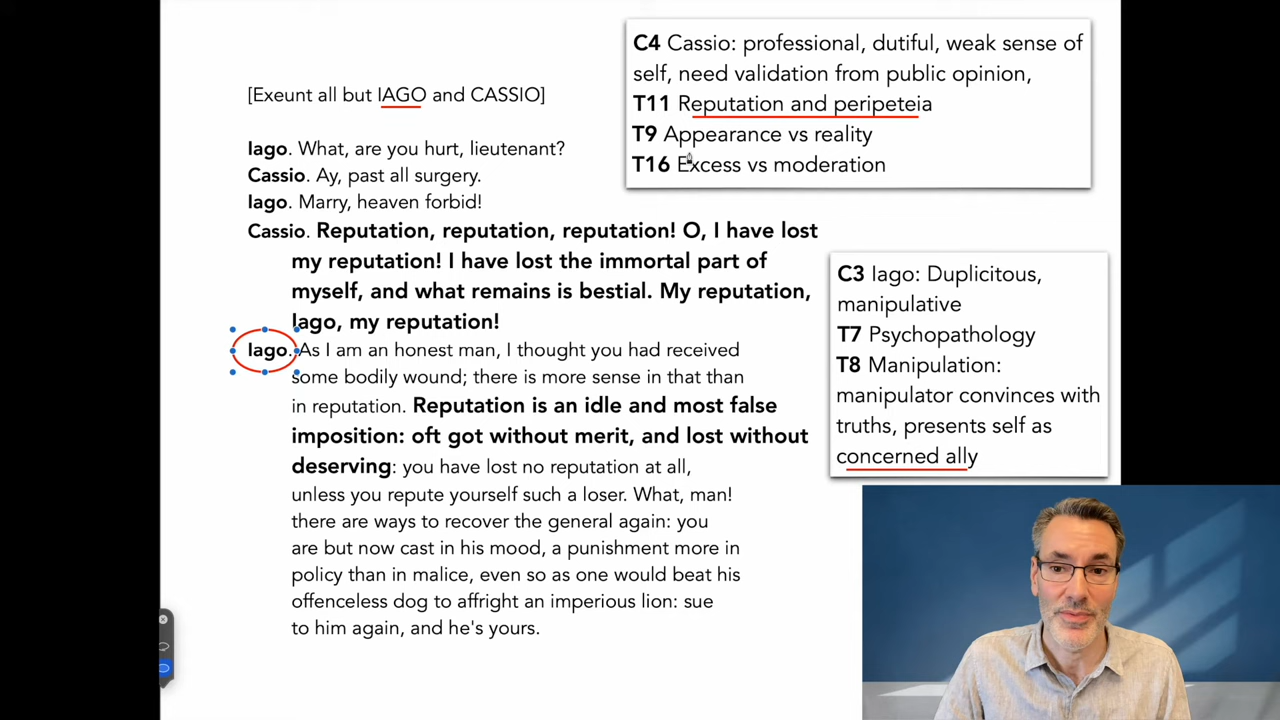 [Exeunt all but IAGO and CASSIO]
Iago. What, are you hurt, lieutenant?
Cassio. Ay, past all surgery.
Iago. Marry, heaven forbid!
Cassio. Reputation, reputation, reputation! O, I have lost
my reputation! I have lost the immortal part of
myself, and what remains is bestial. My reputation,
Iago, my reputation!
Iago. As I am an honest man, I thought you had received
some bodily wound; there is more sense in that than
in reputation. Reputation is an idle and most false
imposition: oft got without merit, and lost without
deserving: you have lost no reputation at all,
unless you repute yourself such a loser. What, man!
there are ways to recover the general again: you
are but now cast in his mood, a punishment more in
policy than in malice, even so as one would beat his
offenceless dog to affright an imperious lion: sue
to him again, and he's yours.
C4 Cassio: professional, dutiful, weak sense of
self, need validation from public opinion,
T11 Reputation and peripeteia
T9 Appearance vs reality
T16 Excess vs moderation
C3 Iago: Duplicitous,
manipulative
T7 Psychopathology
T8 Manipulation:
manipulator convinces with
truths, presents self as
concerned ally